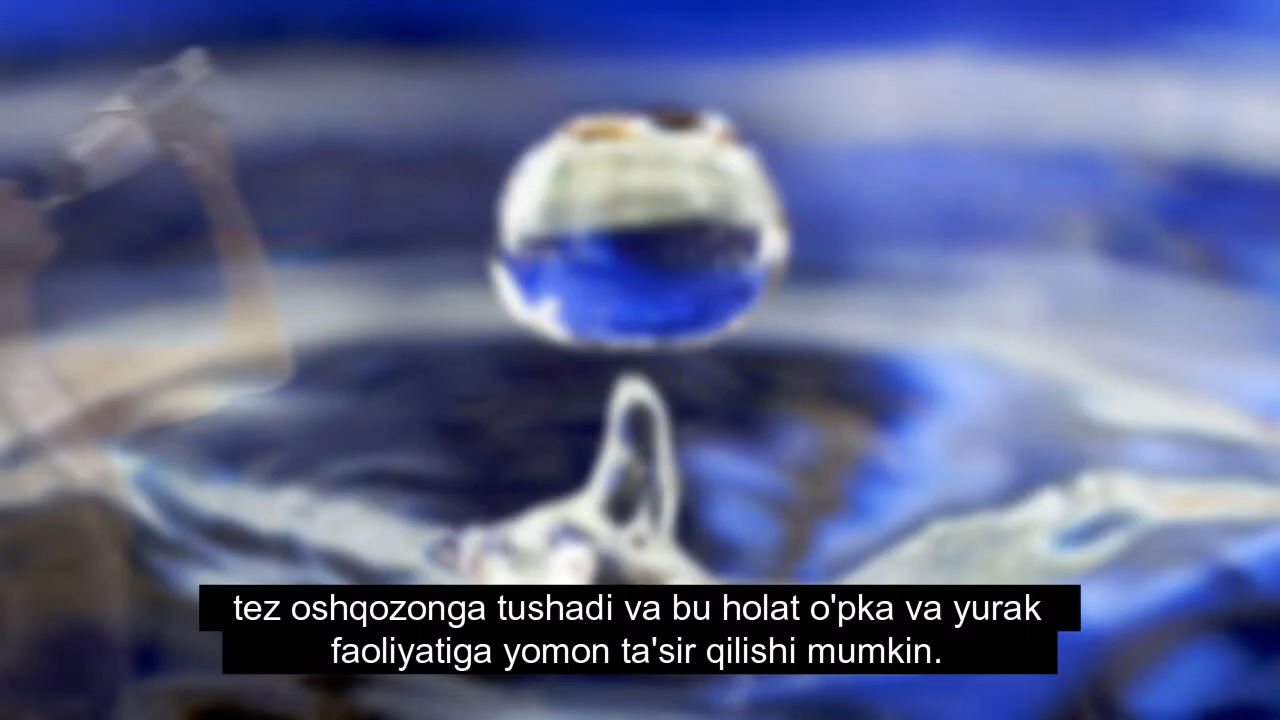 tez oshqozonga tushadi va bu holat o'pka va yurak
faoliyatiga yomon ta'sir qilishi mumkin.